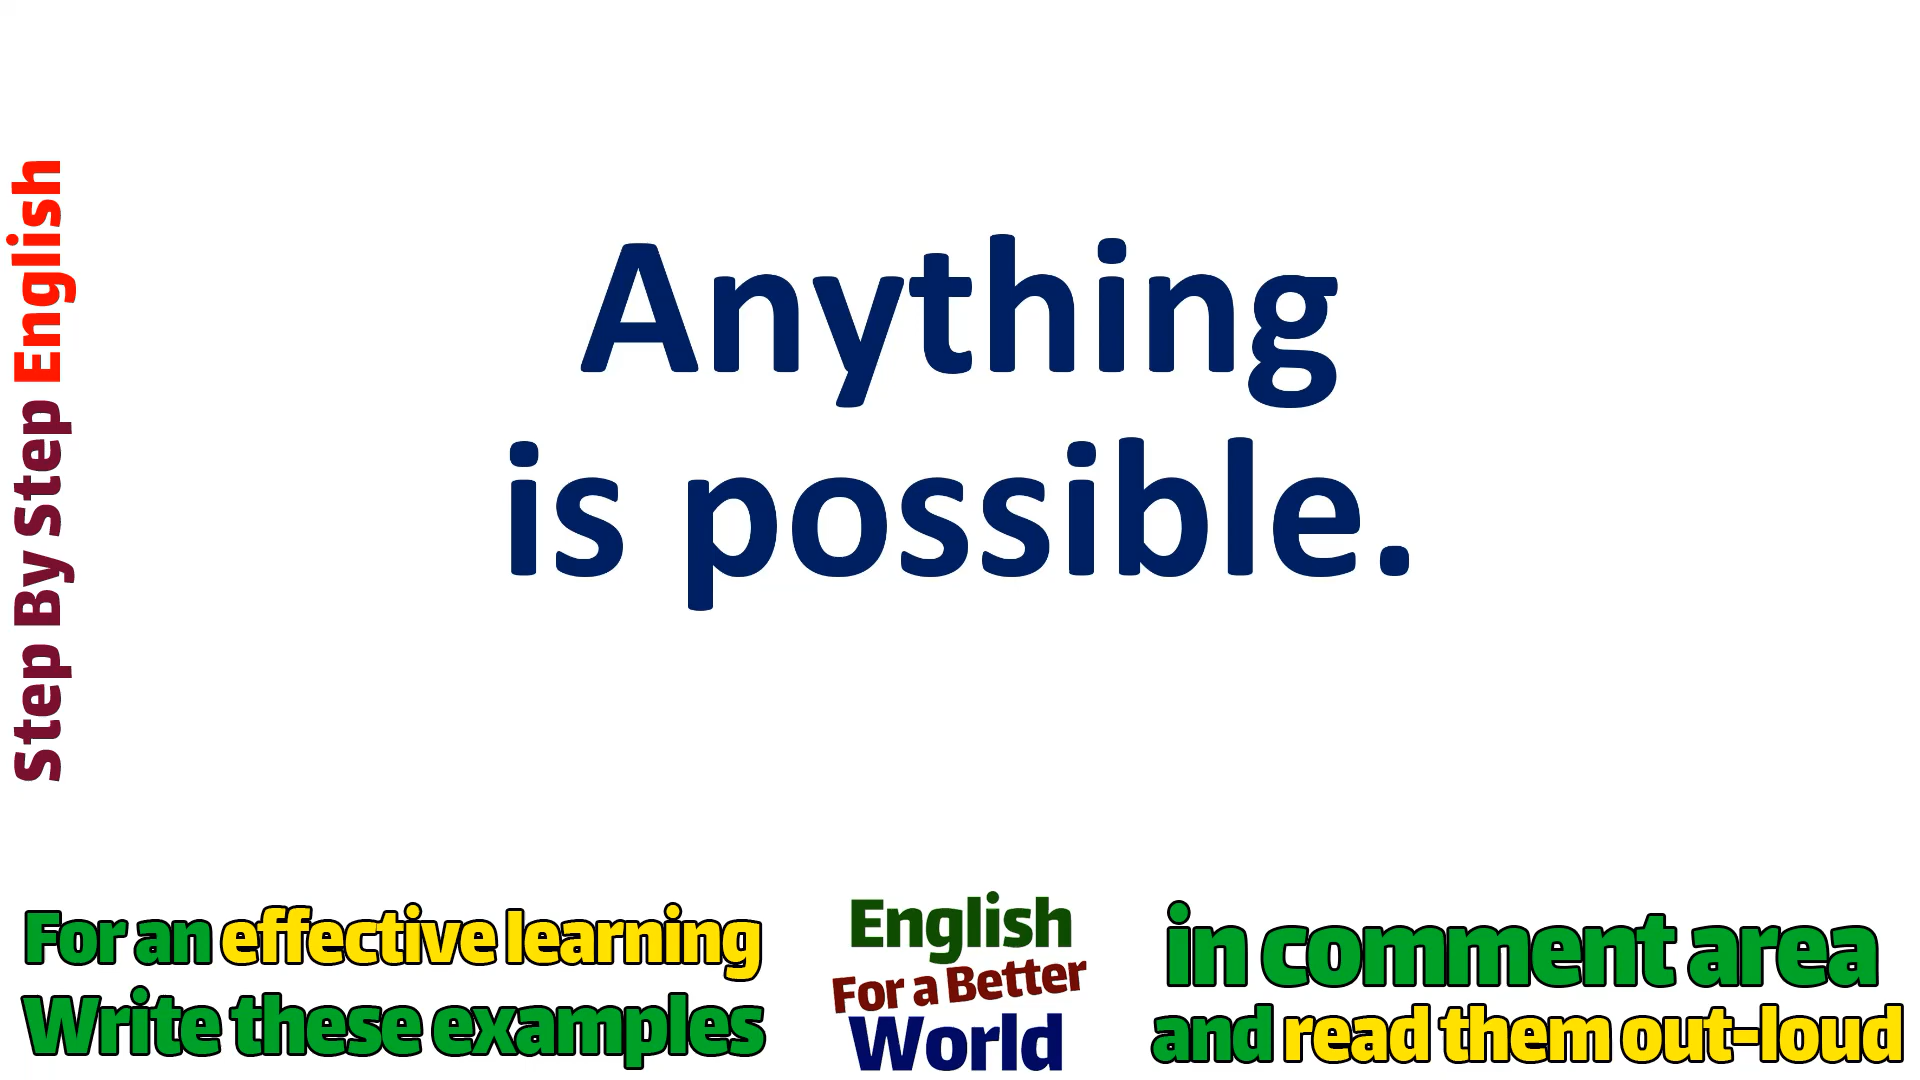 Step By Step English
Anything
is possible.
For an effective learning
Write these examples
English
For a Better
World
in comment area
and read them out-loud